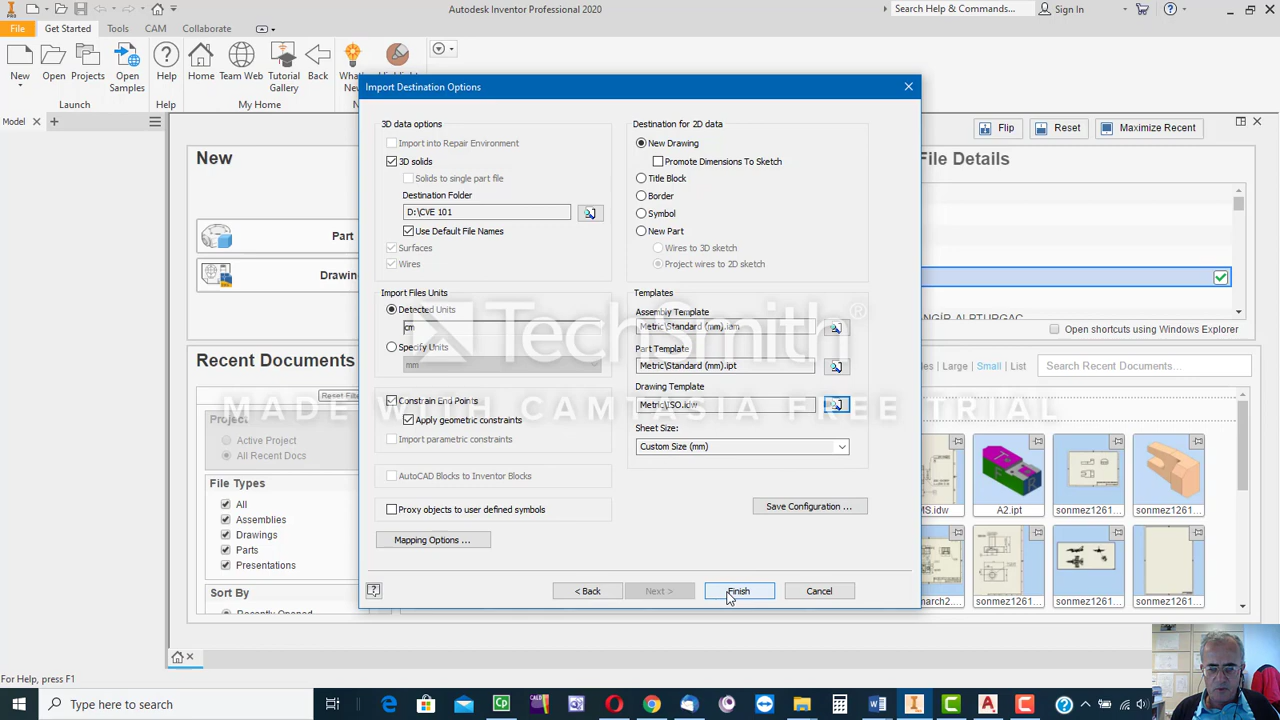 Autodesk Inventor Professional 2020
Search Help & Commands...
Sign In
PRO
File
Get Started
Tools
CAM
Collaborate
New
Open
Projects
Open Samples
Help
Home
Team Web
Tutorial Gallery
Back
Launch
My Home
Model
Flip
Reset
Maximize Recent
New
File Details
Part
Drawing
Open shortcuts using Windows Explorer
Recent Documents
Large
Small
List
Search Recent Documents...
Project
Active Project
All Recent Docs
File Types
All
Assemblies
Drawings
Parts
Presentations
Sort By
MS.idw
A2.ipt
sonmez1261...
sonmez1261...
march2...
sonmez1261...
sonmez1261...
sonmez1261...
Import Destination Options
3D data options
Import into Repair Environment
3D solids
Solids to single part file
Destination Folder
D:\CVE 101
Use Default File Names
Surfaces
Wires
Import Files Units
Detected Units
cm
Specify Units
mm
Constrain End Points
Apply geometric constraints
Import parametric constraints
AutoCAD Blocks to Inventor Blocks
Proxy objects to user defined symbols
Mapping Options ...
Destination for 2D data
New Drawing
Promote Dimensions To Sketch
Title Block
Border
Symbol
New Part
Wires to 3D sketch
Project wires to 2D sketch
Templates
Assembly Template
Metric\Standard (mm).iam
Part Template
Metric\Standard (mm).ipt
Drawing Template
Metric\ISO.idw
Sheet Size:
Custom Size (mm)
Save Configuration ...
< Back
Next >
Finish
Cancel
TechSmith®
MADE WITH CAMTASIA FREE TRIAL
For Help, press F1
Type here to search